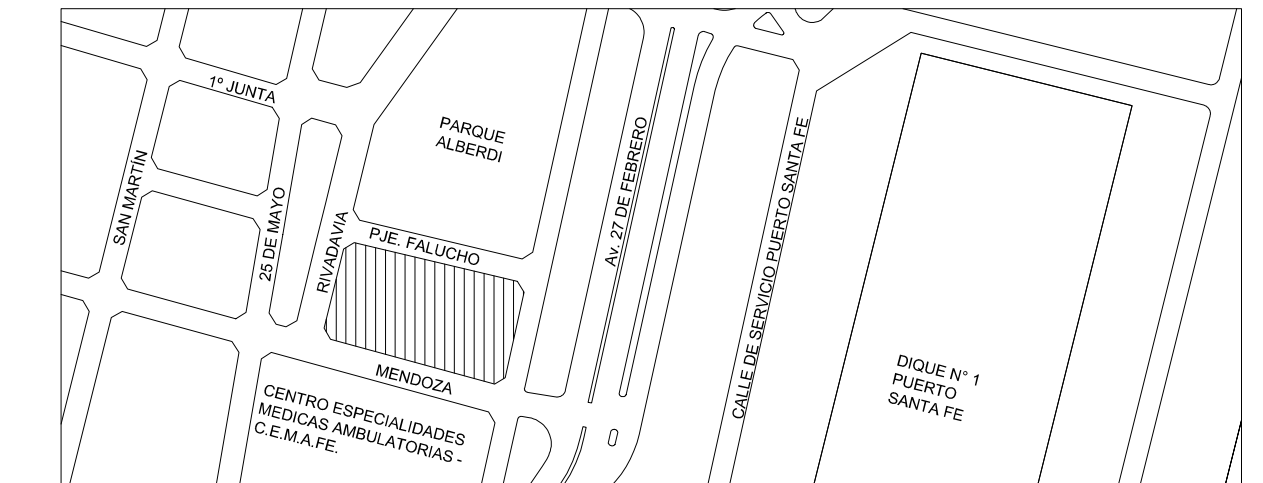 1º JUNTA
PARQUE
ALBERDI
SAN MARTÍN
25 DE MAYO
RIVADAVIA
PJE. FALUCHO
Av. 27 DE FEBRERO
CALLE DE SERVICIO PUERTO SANTA FE
MENDOZA
DIQUE N° 1
PUERTO
SANTA FE
CENTRO ESPECIALIDADES
MEDICAS AMBULATORIAS -
C.E.M.A.FE.